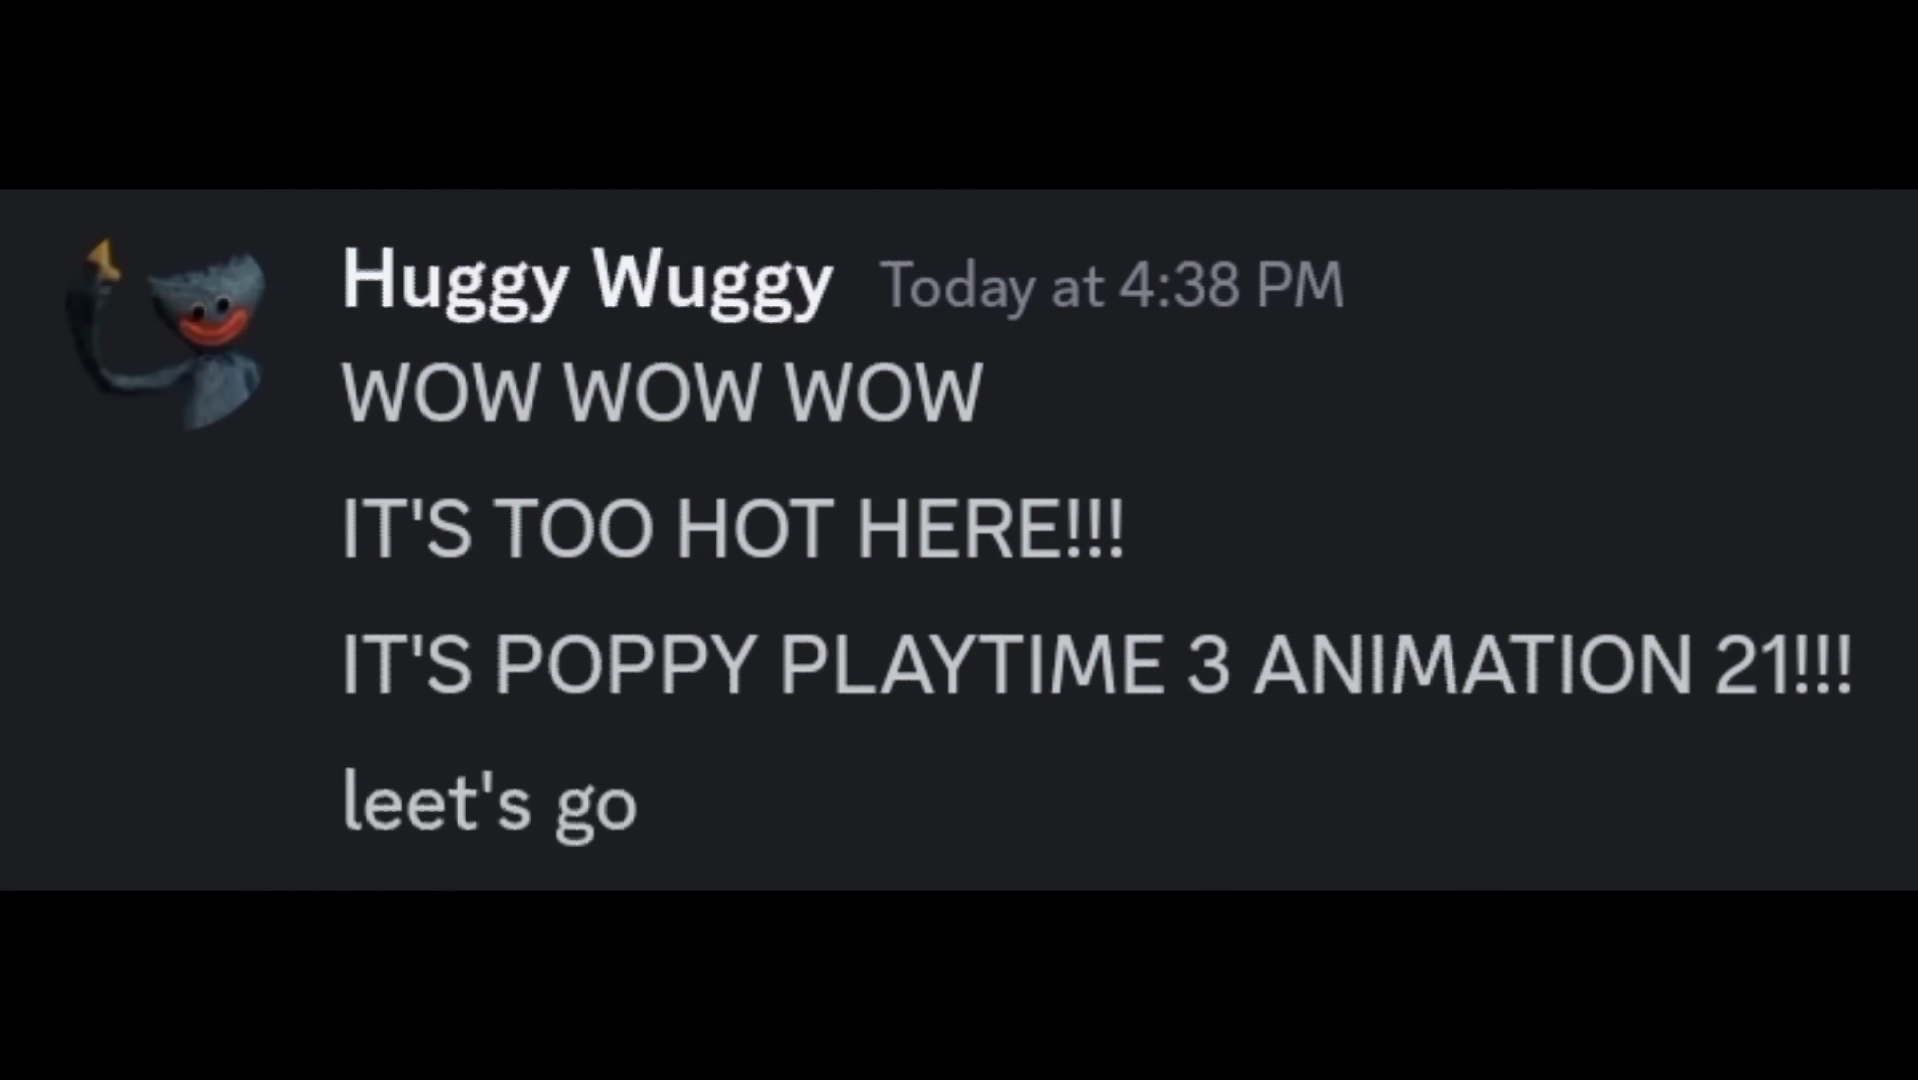 Huggy Wuggy Today at 4:38 PM
WOW WOW WOW
IT'S TOO HOT HERE!!!
IT'S POPPY PLAYTIME 3 ANIMATION 21!!!
leet's go